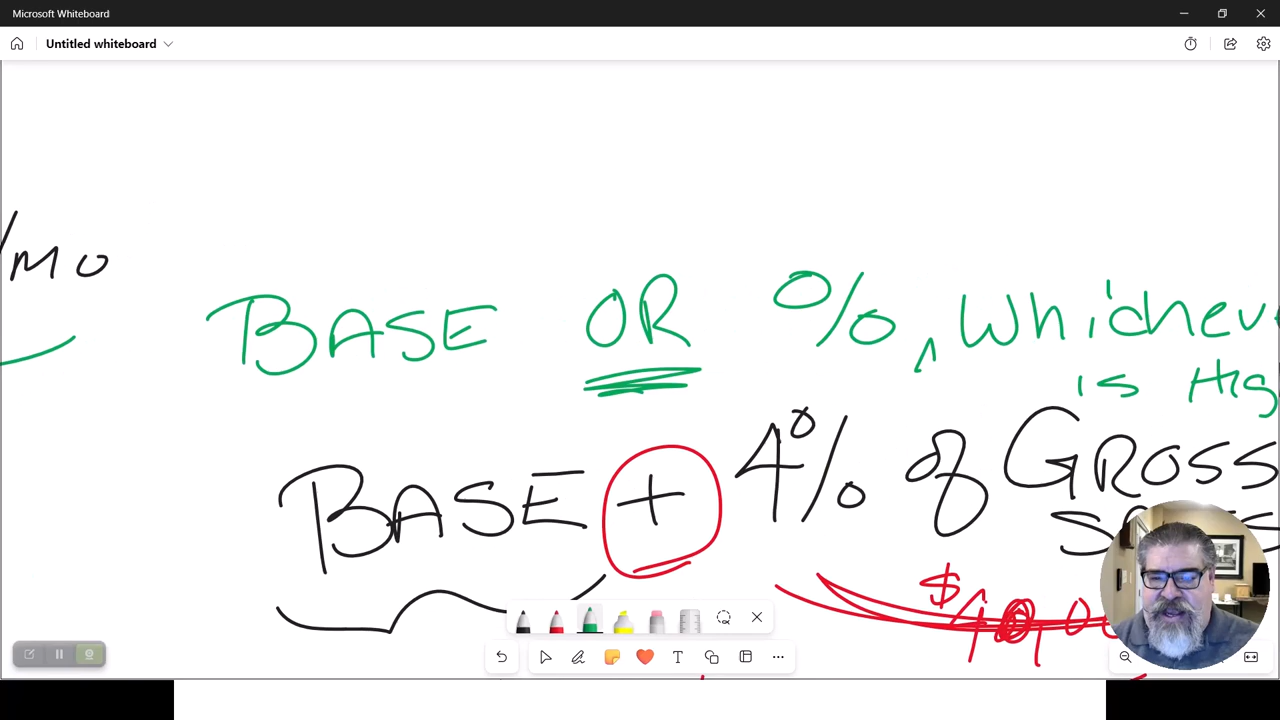 Microsoft Whiteboard
Untitled whiteboard
/MO
BASE OR %, Whichev
is Hig
BASE + 4% of GROSS
$
T